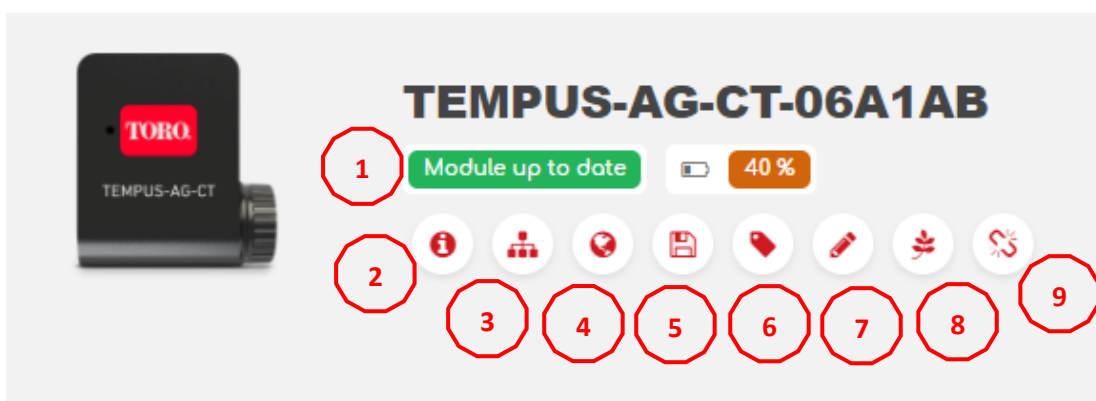 TEMPUS-AG-CT-06A1AB
TORO
TEMPUS-AG-CT
1
Module up to date
40 %
2
3
4
5
6
7
8
9